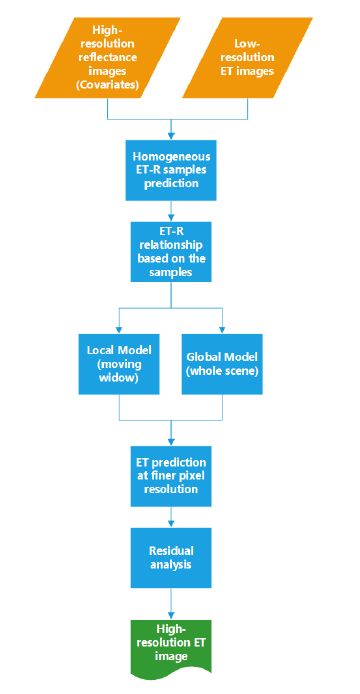 High-
resolution
reflectance
images
(Covariates)
Low-
resolution
ET images
Homogeneous
ET-R samples
prediction
ET-R
relationship
based on the
samples
Local Model
(moving
widow)
Global Model
(whole scene)
ET prediction
at finer pixel
resolution
Residual
analysis
High-
resolution ET
image